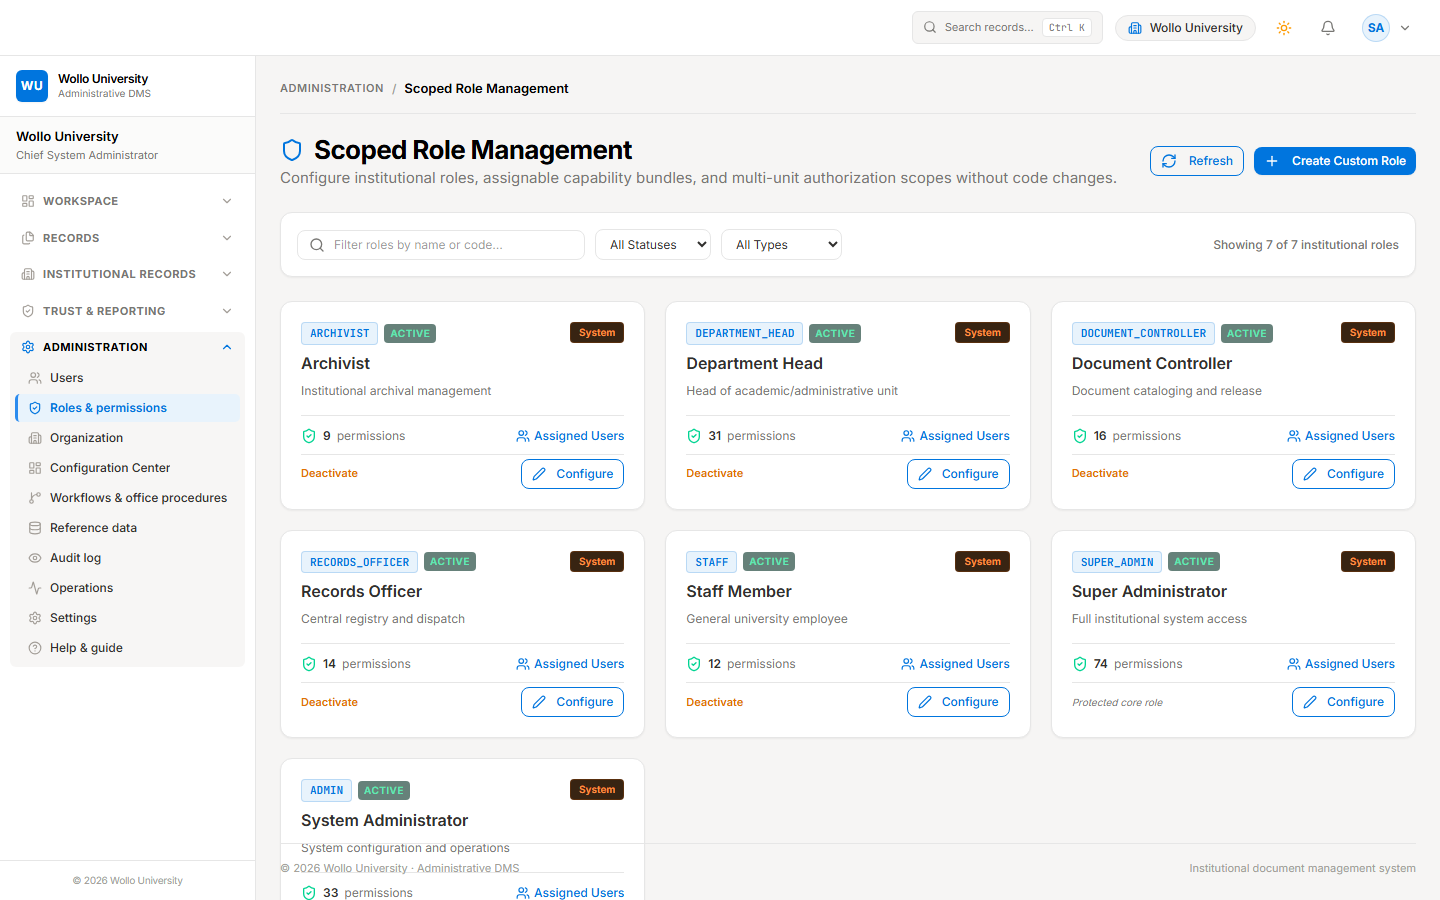 Search records... Ctrl K
Wollo University
SA
WU
Wollo University
Administrative DMS
Wollo University
Chief System Administrator
WORKSPACE
RECORDS
INSTITUTIONAL RECORDS
TRUST & REPORTING
ADMINISTRATION
Users
Roles & permissions
Organization
Configuration Center
Workflows & office procedures
Reference data
Audit log
Operations
Settings
Help & guide
© 2026 Wollo University
ADMINISTRATION / Scoped Role Management
Scoped Role Management
Configure institutional roles, assignable capability bundles, and multi-unit authorization scopes without code changes.
Refresh
Create Custom Role
Filter roles by name or code...
All Statuses
All Types
Showing 7 of 7 institutional roles
ARCHIVIST ACTIVE System
Archivist
Institutional archival management
9 permissions Assigned Users
Deactivate Configure
DEPARTMENT_HEAD ACTIVE System
Department Head
Head of academic/administrative unit
31 permissions Assigned Users
Deactivate Configure
DOCUMENT_CONTROLLER ACTIVE System
Document Controller
Document cataloging and release
16 permissions Assigned Users
Deactivate Configure
RECORDS_OFFICER ACTIVE System
Records Officer
Central registry and dispatch
14 permissions Assigned Users
Deactivate Configure
STAFF ACTIVE System
Staff Member
General university employee
12 permissions Assigned Users
Deactivate Configure
SUPER_ADMIN ACTIVE System
Super Administrator
Full institutional system access
74 permissions Assigned Users
Protected core role Configure
ADMIN ACTIVE System
System Administrator
System configuration and operations
33 permissions Assigned Users
© 2026 Wollo University · Administrative DMS
Institutional document management system